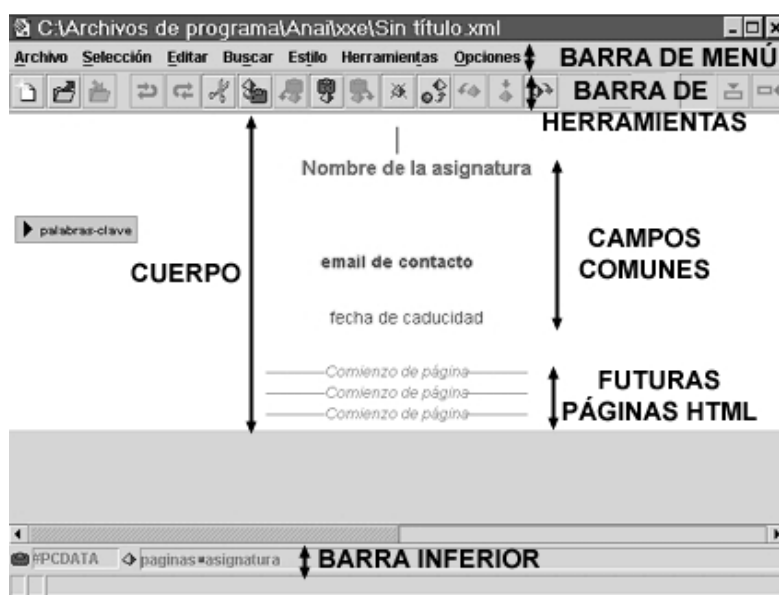 C:\Archivos de programa\Anai\xxe\Sin título.xml
Archivo Selección Editar Buscar Estilo Herramientas Opciones BARRA DE MENÚ
BARRA DE
HERRAMIENTAS
Nombre de la asignatura
palabras-clave
CUERPO
email de contacto
CAMPOS
COMUNES
fecha de caducidad
Comienzo de página
Comienzo de página
Comienzo de página
FUTURAS
PÁGINAS HTML
#PCDATA paginas asignatura BARRA INFERIOR